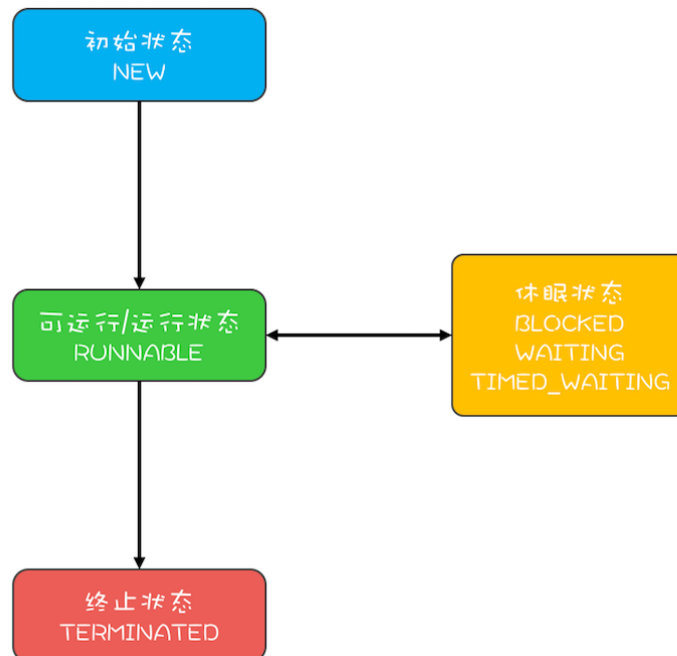 初始状态
NEW
可运行/运行状态
RUNNABLE
休眠状态
BLOCKED
WAITING
TIMED_WAITING
终止状态
TERMINATED